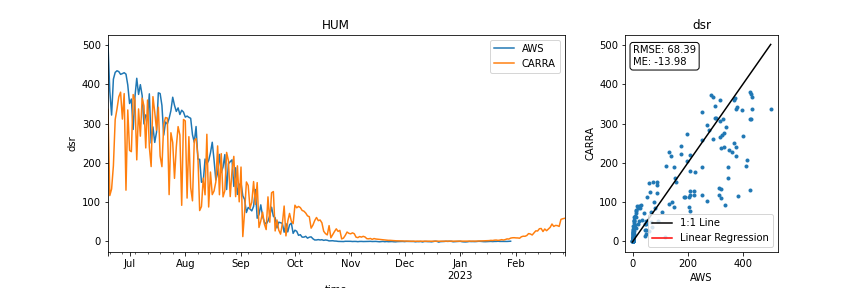 HUM
dsr
500
400
300
200
100
0
AWS
CARRA
Jul
Aug
Sep
Oct
Nov
Dec
Jan
2023
Feb
dsr
CARRA
500
400
300
200
100
0
RMSE: 68.39
ME: -13.98
1:1 Line
Linear Regression
0
200
400
AWS